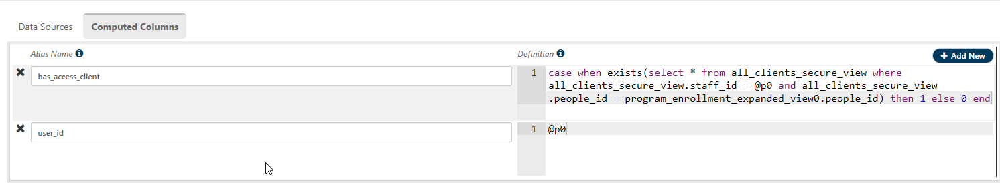 Data Sources Computed Columns
Alias Name Definition
+ Add New
has_access_client
1 case when exists(select * from all_clients_secure_view where
all_clients_secure_view.staff_id = @p0 and all_clients_secure_view
.people_id = program_enrollment_expanded_view0.people_id) then 1 else 0 end
user_id
1 @p0